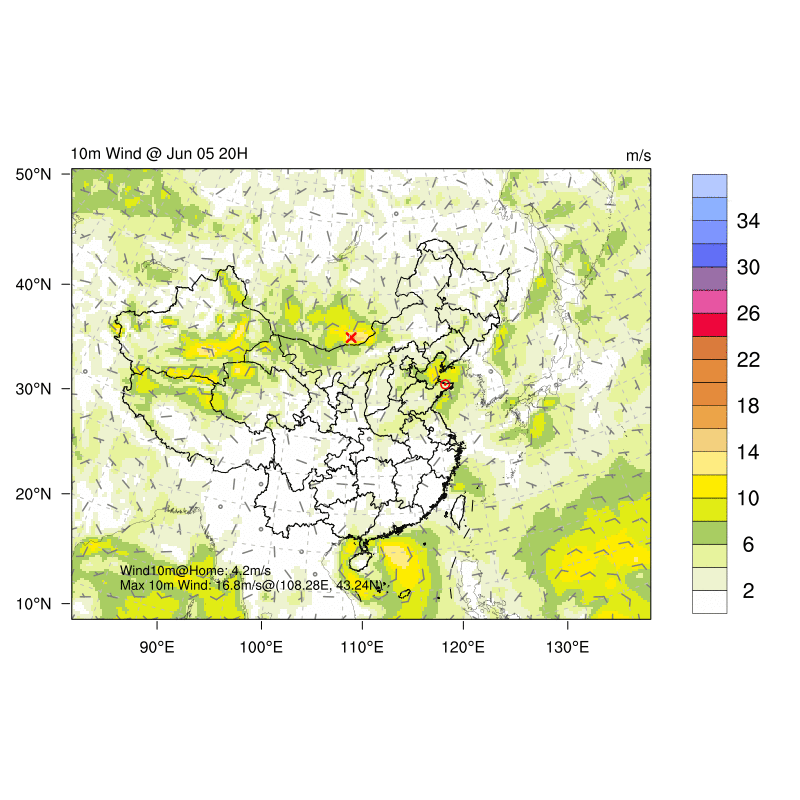 10m Wind @ Jun 05 20H
m/s
50°N
40°N
30°N
20°N
10°N
90°E
100°E
110°E
120°E
130°E
Wind10m@Home: 4.2m/s
Max 10m Wind: 16.8m/s@(108.28E, 43.24N)
34
30
26
22
18
14
10
6
2